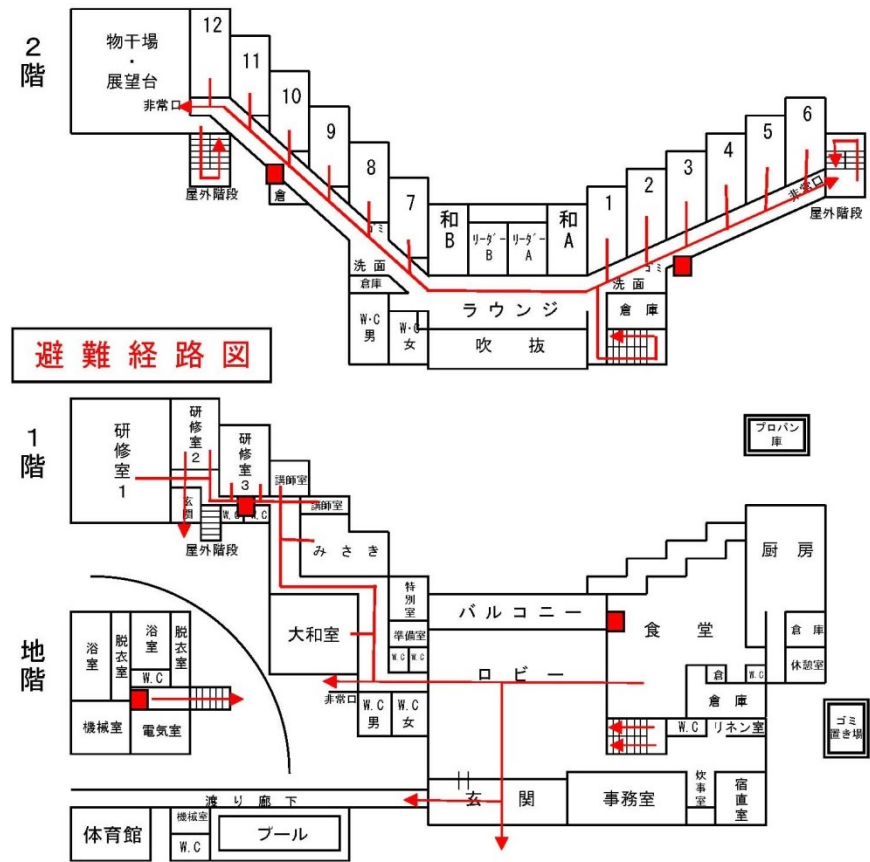 2階
物干場・展望台
非常口
屋外階段
12
11
10
9
8
7
倉
ゴミ
洗面
倉庫
W・C男
W・C女
和B
リーダーB
リーダーA
和A
ラウンジ
吹抜
1
2
3
4
5
6
非常口
屋外階段
ゴミ
洗面
倉庫
避難経路図
1階
研修室1
研修室2
研修室3
講師室
講師室
玄関
W.C
W.C
屋外階段
みさき
特別室
準備室
W.C
W.C
大和室
非常口
W.C男
W.C女
バルコニー
ロビー
食堂
厨房
プロパン庫
倉庫
休憩室
倉
W.C
倉庫
W.C
リネン室
ゴミ置き場
玄関
事務室
炊事室
宿直室
地階
浴室
脱衣室
浴室
脱衣室
W.C
機械室
電気室
渡り廊下
体育館
機械室
W.C
プール